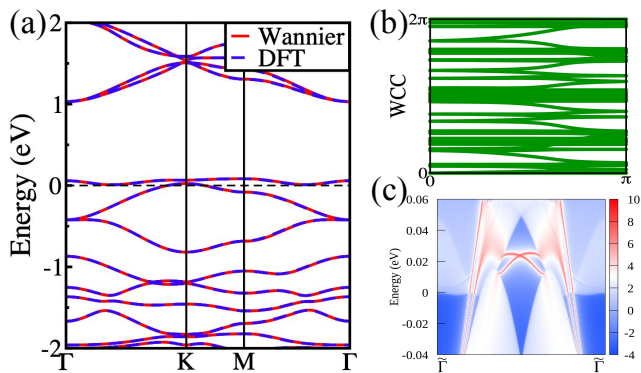 (a)
2
1
0
-1
-2
Energy (eV)
Γ
K
M
Γ
Wannier
DFT
(b)
2π
0
WCC
0
π
(c)
0.06
0.04
0.02
0
-0.02
-0.04
Energy (eV)
Γ̃
Γ̃
10
8
6
4
2
0
-2
-4